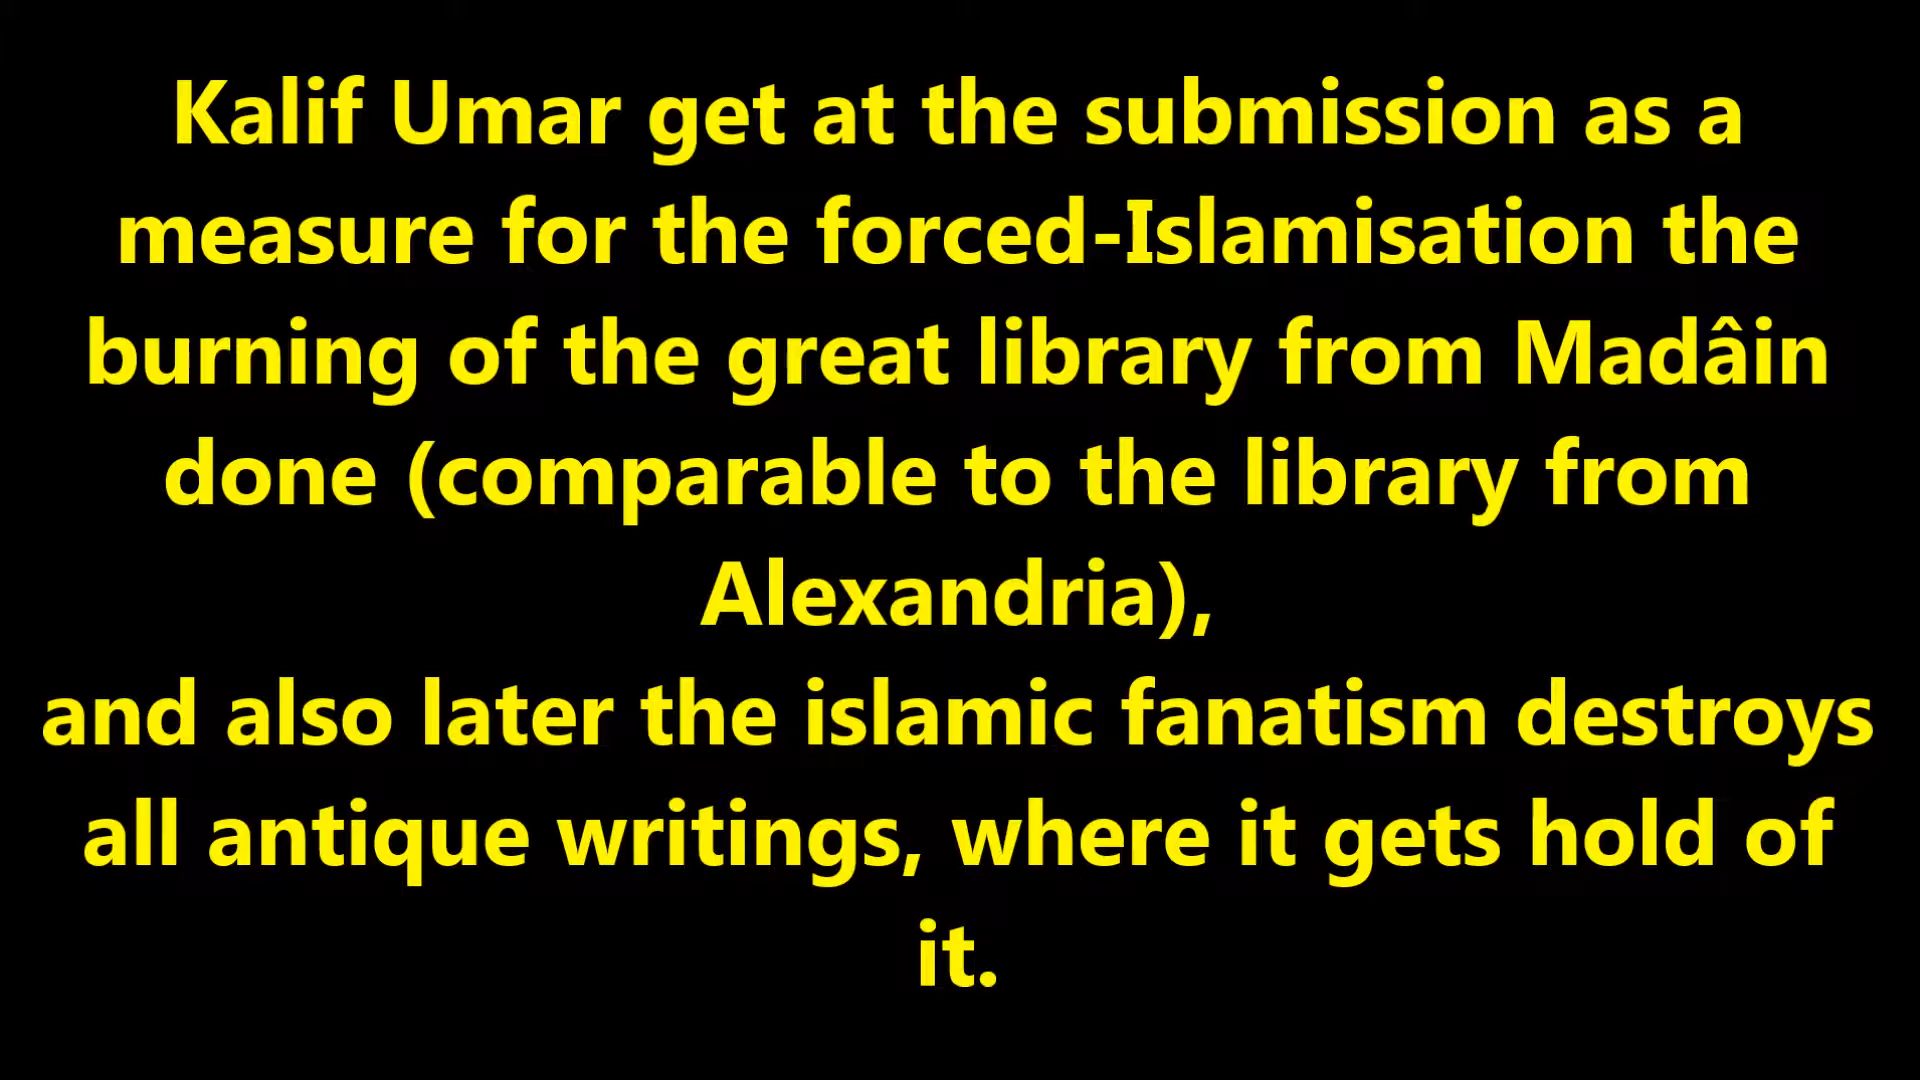 Kalif Umar get at the submission as a
measure for the forced-Islamisation the
burning of the great library from Madâin
done (comparable to the library from
Alexandria),
and also later the islamic fanatism destroys
all antique writings, where it gets hold of
it.